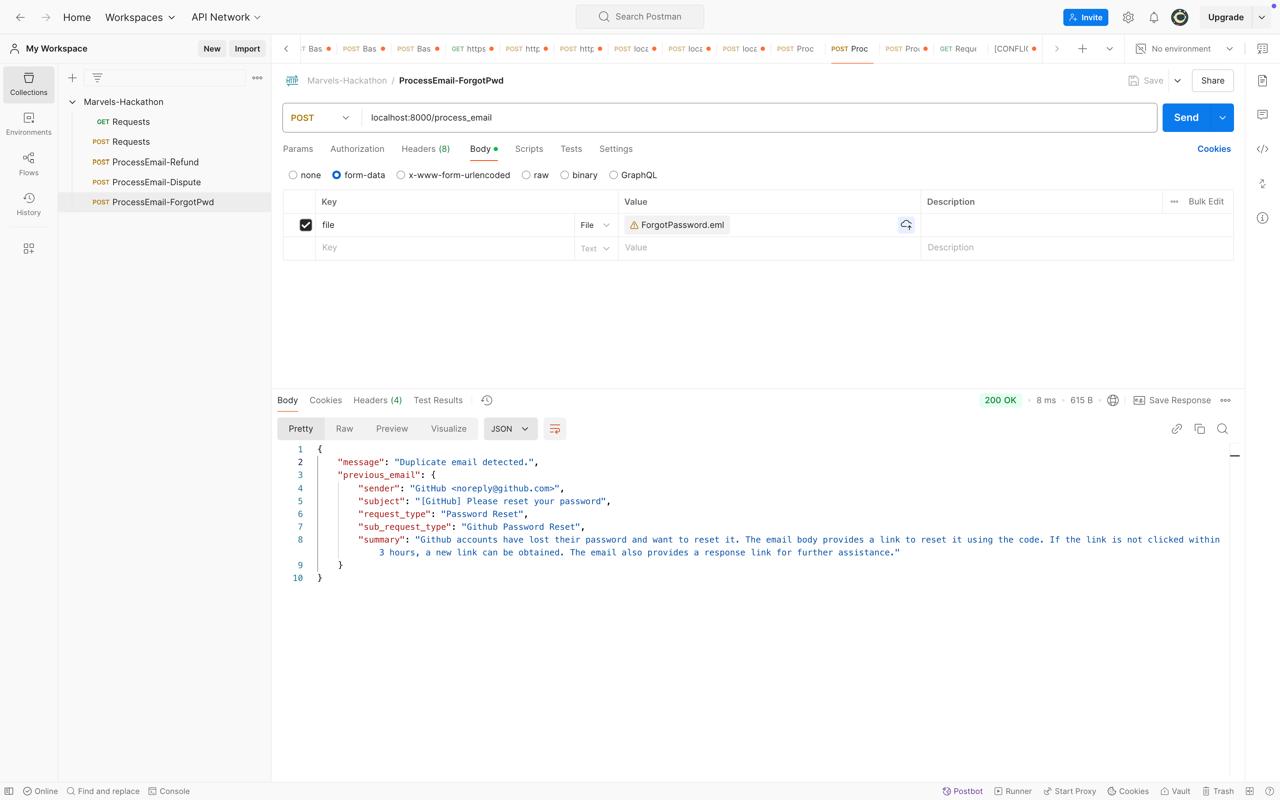 Home Workspaces API Network Search Postman Invite Upgrade
My Workspace New Import
Bas POST Bas POST Bas GET https POST http POST http POST loca POST loca POST loca POST Proc POST Proc POST Proc GET Reque [CONFLIC No environment
Collections
Environments
Flows
History
Marvels-Hackathon
GET Requests
POST Requests
POST ProcessEmail-Refund
POST ProcessEmail-Dispute
POST ProcessEmail-ForgotPwd
Marvels-Hackathon / ProcessEmail-ForgotPwd Save Share
POST localhost:8000/process_email Send
Params Authorization Headers (8) Body Scripts Tests Settings Cookies
none form-data x-www-form-urlencoded raw binary GraphQL
Key Value Description Bulk Edit
file File ForgotPassword.eml
Key Text Value Description
Body Cookies Headers (4) Test Results 200 OK 8 ms 615 B Save Response
Pretty Raw Preview Visualize JSON
1 {
2 "message": "Duplicate email detected.",
3 "previous_email": {
4 "sender": "GitHub <noreply@github.com>",
5 "subject": "[GitHub] Please reset your password",
6 "request_type": "Password Reset",
7 "sub_request_type": "Github Password Reset",
8 "summary": "Github accounts have lost their password and want to reset it. The email body provides a link to reset it using the code. If the link is not clicked within
3 hours, a new link can be obtained. The email also provides a response link for further assistance."
9 }
10 }
Online Find and replace Console Postbot Runner Start Proxy Cookies Vault Trash